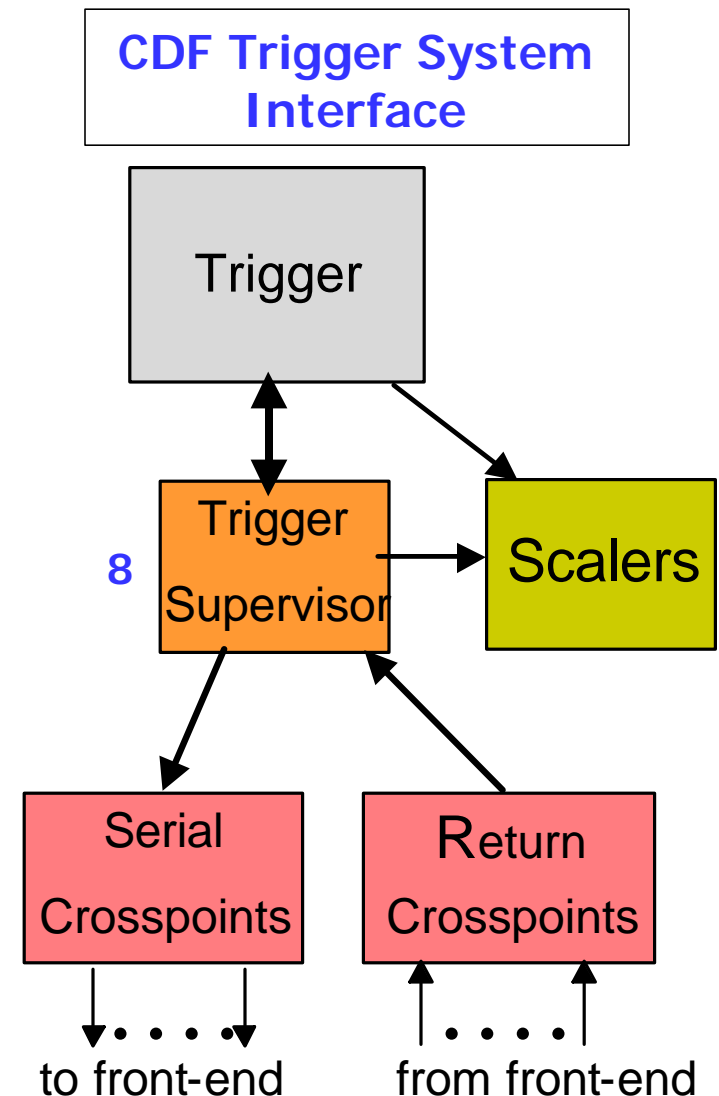 CDF Trigger System
Interface
Trigger
Trigger
Supervisor
8
Scalers
Serial
Crosspoints
Return
Crosspoints
to front-end
from front-end